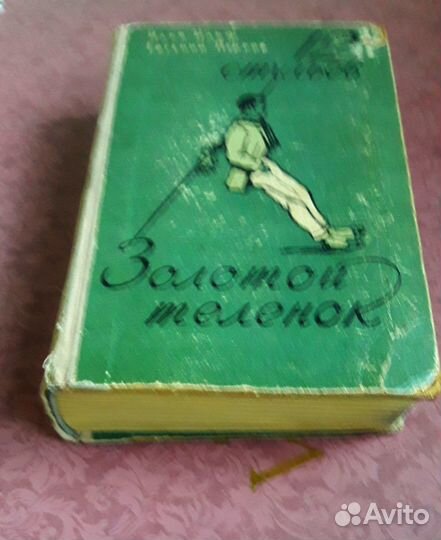 Илья Ильф
Евгений Петров
12
стульев
Золотой
теленок
Avito